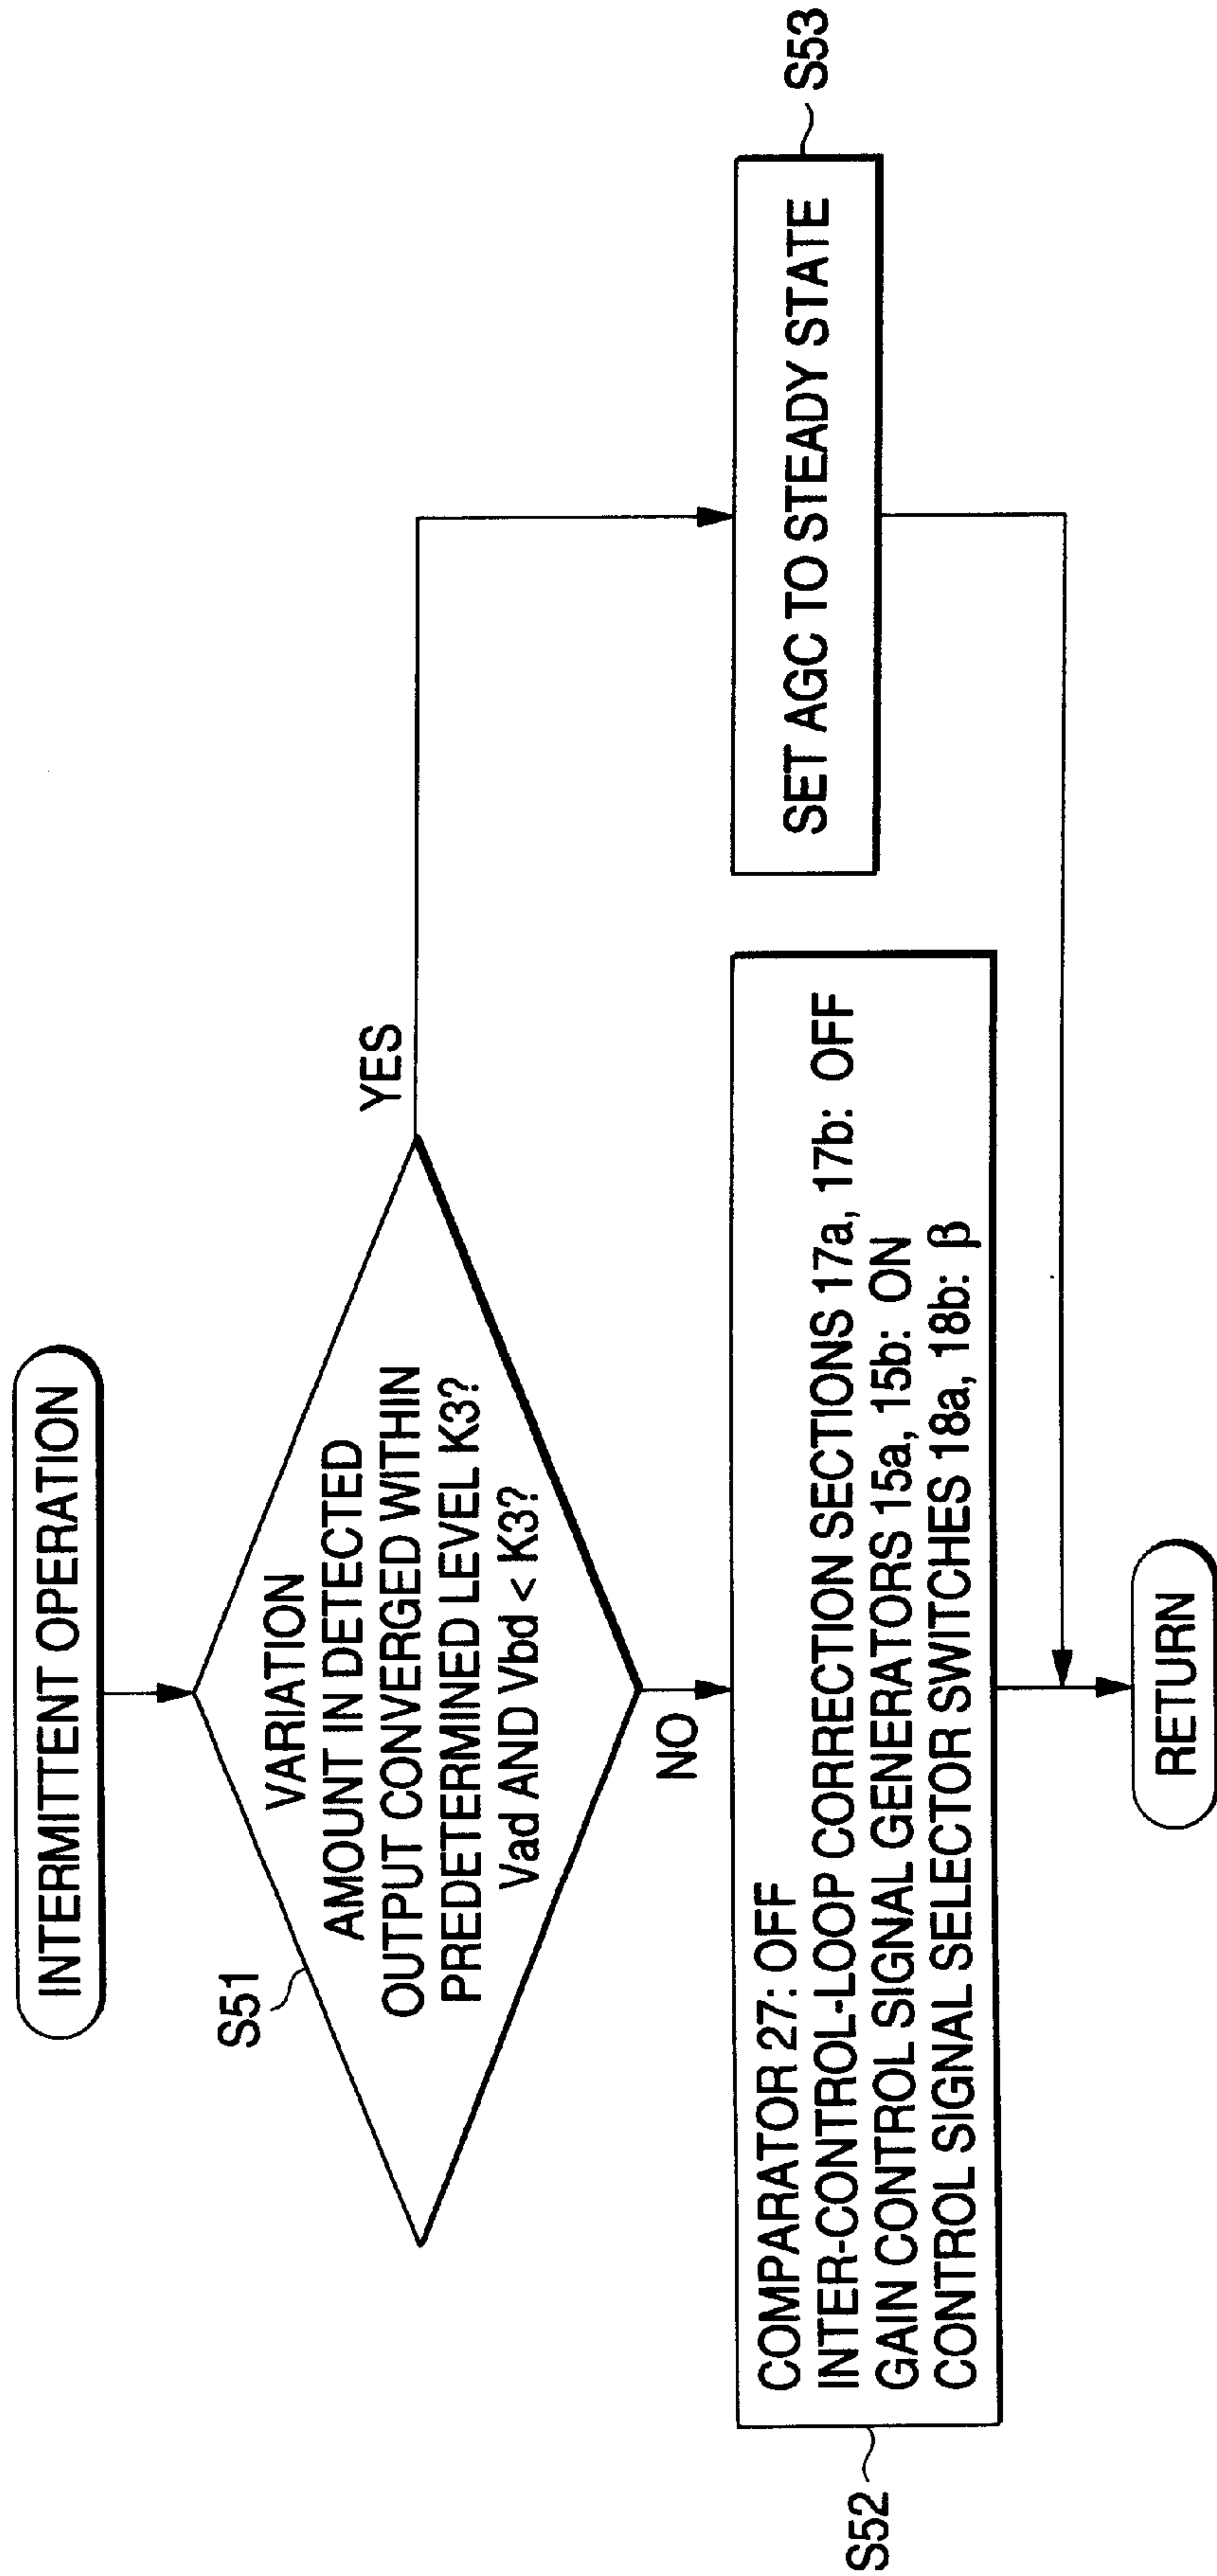 INTERMITTENT OPERATION
S51
VARIATION
AMOUNT IN DETECTED
OUTPUT CONVERGED WITHIN
PREDETERMINED LEVEL K3?
Vad AND Vbd < K3?
YES
NO
S52
COMPARATOR 27: OFF
INTER-CONTROL-LOOP CORRECTION SECTIONS 17a, 17b: OFF
GAIN CONTROL SIGNAL GENERATORS 15a, 15b: ON
CONTROL SIGNAL SELECTOR SWITCHES 18a, 18b: β
SET AGC TO STEADY STATE
S53
RETURN